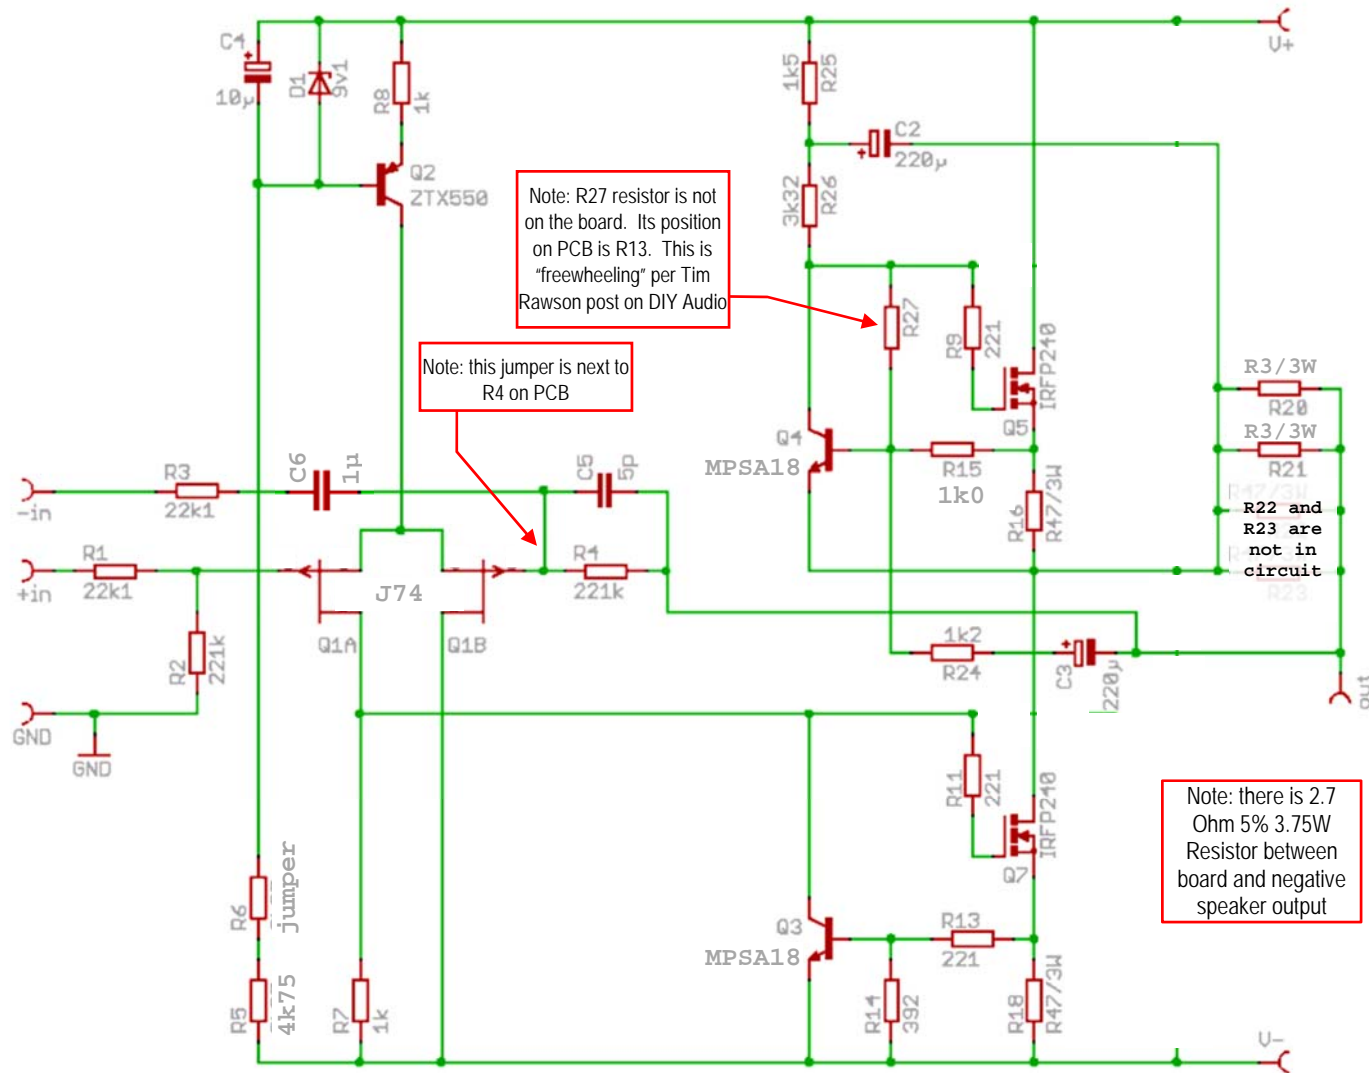 V+
C4
10µ
D1
9v1
R8
1k
Q2
ZTX550
1k5
R25
C2
220µ
3k32
R26
Note: R27 resistor is not
on the board. Its position
on PCB is R13. This is
"freewheeling" per Tim
Rawson post on DIY Audio
R27
R9
221
IRFP240
Q5
Note: this jumper is next to
R4 on PCB
R3/3W
R20
R3/3W
R21
R47/3W
R22 and
R23 are
not in
circuit
R23
Q4
MPSA18
R15
1k0
R16
R47/3W
-in
R3
22k1
C6
1µ
C5
5p
+in
R1
22k1
R2
221k
J74
Q1A
Q1B
R4
221k
1k2
R24
C3
220µ
out
GND
GND
R11
221
IRFP240
Q7
Note: there is 2.7
Ohm 5% 3.75W
Resistor between
board and negative
speaker output
R6
jumper
R5
4k75
R7
1k
Q3
MPSA18
R13
221
R14
392
R18
R47/3W
V-